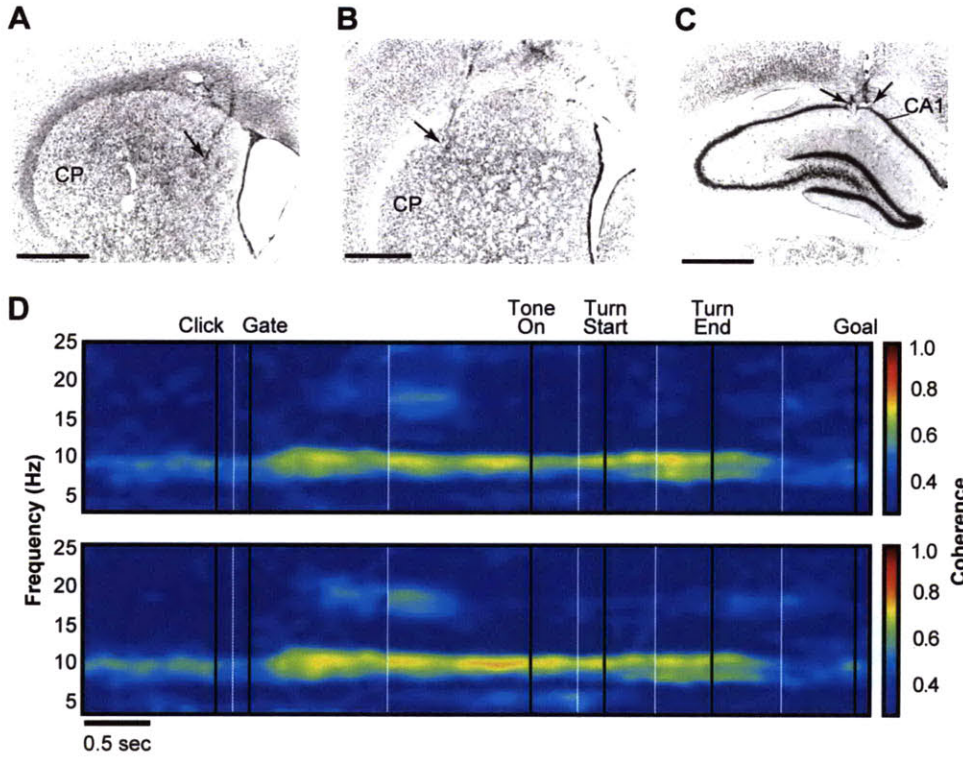 A
B
C
CP
CP
CA1
D
Click Gate Tone On Turn Start Turn End Goal
25
20
15
10
5
1.0
0.8
0.6
0.4
25
20
15
10
5
1.0
0.8
0.6
0.4
Frequency (Hz)
Coherence
0.5 sec